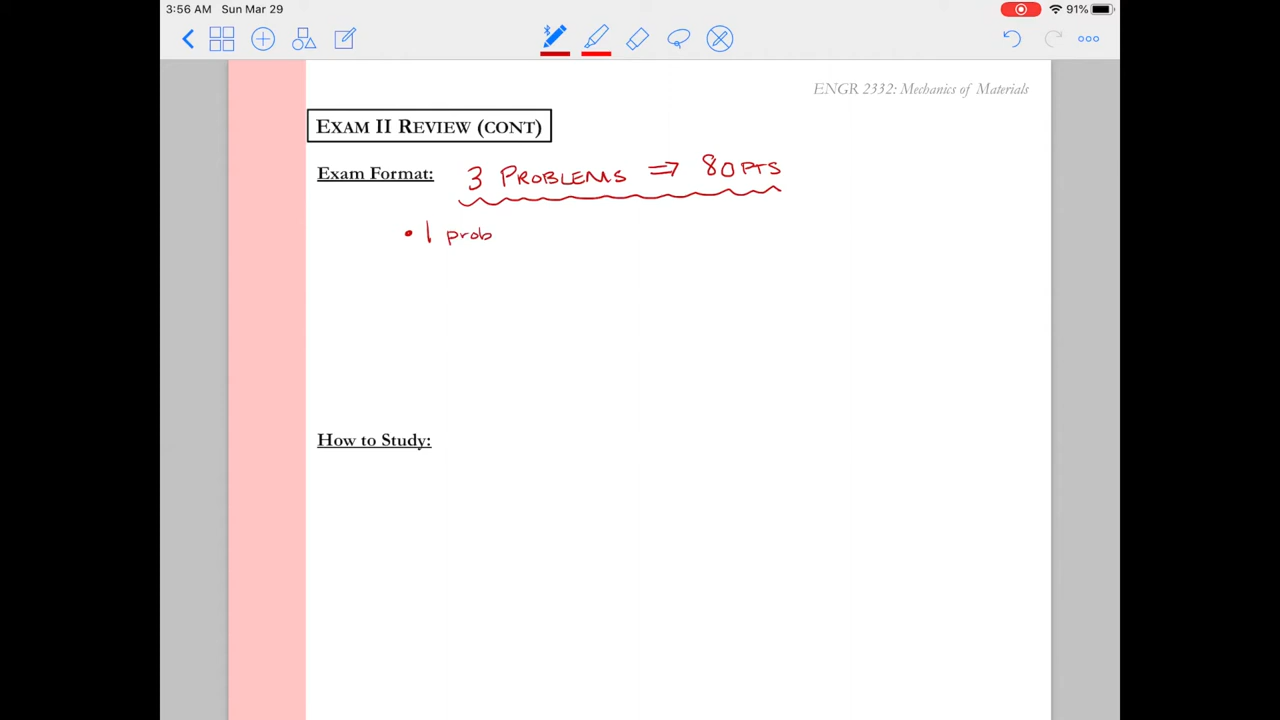 3:56 AM Sun Mar 29 91%
ENGR 2332: Mechanics of Materials
EXAM II REVIEW (CONT)
Exam Format: 3 PROBLEMS ⇒ 80 PTS
• 1 prob
How to Study: